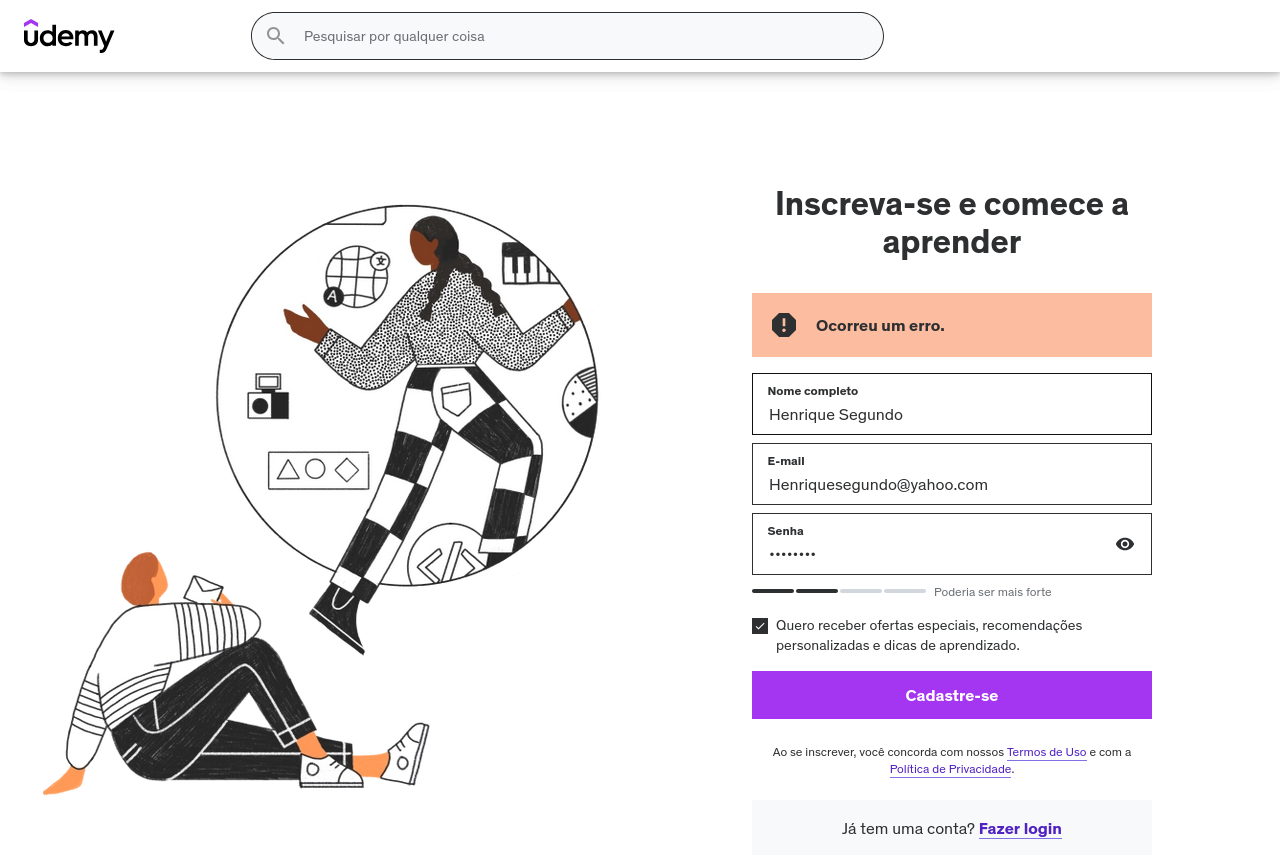 udemy
Pesquisar por qualquer coisa
Inscreva-se e comece a
aprender
Ocorreu um erro.
Nome completo
Henrique Segundo
E-mail
Henriquesegundo@yahoo.com
Senha
••••••••
Poderia ser mais forte
Quero receber ofertas especiais, recomendações
personalizadas e dicas de aprendizado.
Cadastre-se
Ao se inscrever, você concorda com nossos Termos de Uso e com a
Política de Privacidade.
Já tem uma conta? Fazer login
文
A
</>